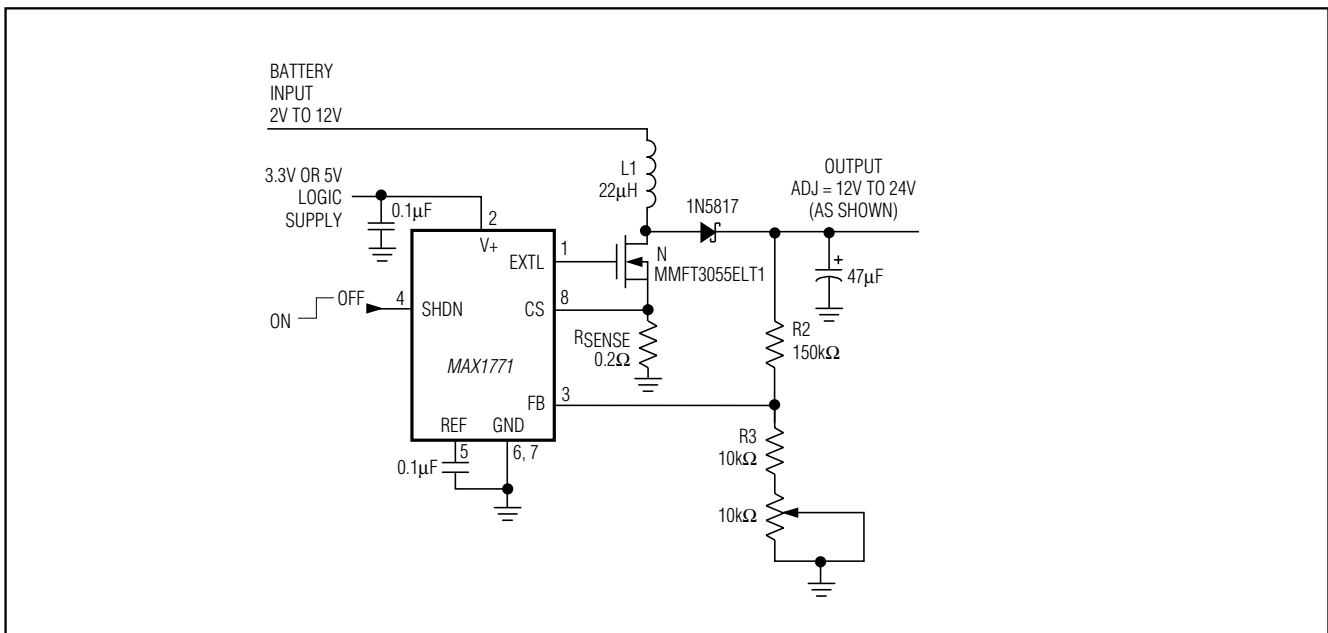 BATTERY
INPUT
2V TO 12V
3.3V OR 5V
LOGIC
SUPPLY
0.1µF
2
V+
L1
22µH
1N5817
OUTPUT
ADJ = 12V TO 24V
(AS SHOWN)
1
EXTL
N
MMFT3055ELT1
+
47µF
ON
OFF
4
SHDN
8
CS
RSENSE
0.2Ω
R2
150kΩ
MAX1771
3
FB
REF
GND
5
6, 7
0.1µF
R3
10kΩ
10kΩ